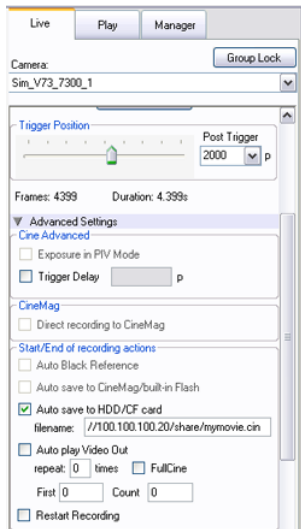 Live Play Manager
Group Lock
Camera:
Sim_V73_7300_1
Trigger Position
Post Trigger
2000 p
Frames: 4399 Duration: 4.399s
Advanced Settings
Cine Advanced
Exposure in PIV Mode
Trigger Delay p
CineMag
Direct recording to CineMag
Start/End of recording actions
Auto Black Reference
Auto save to CineMag/built-in Flash
Auto save to HDD/CF card
filename: //100.100.100.20/share/mymovie.cin
Auto play Video Out
repeat: 0 times FullCine
First 0 Count 0
Restart Recording